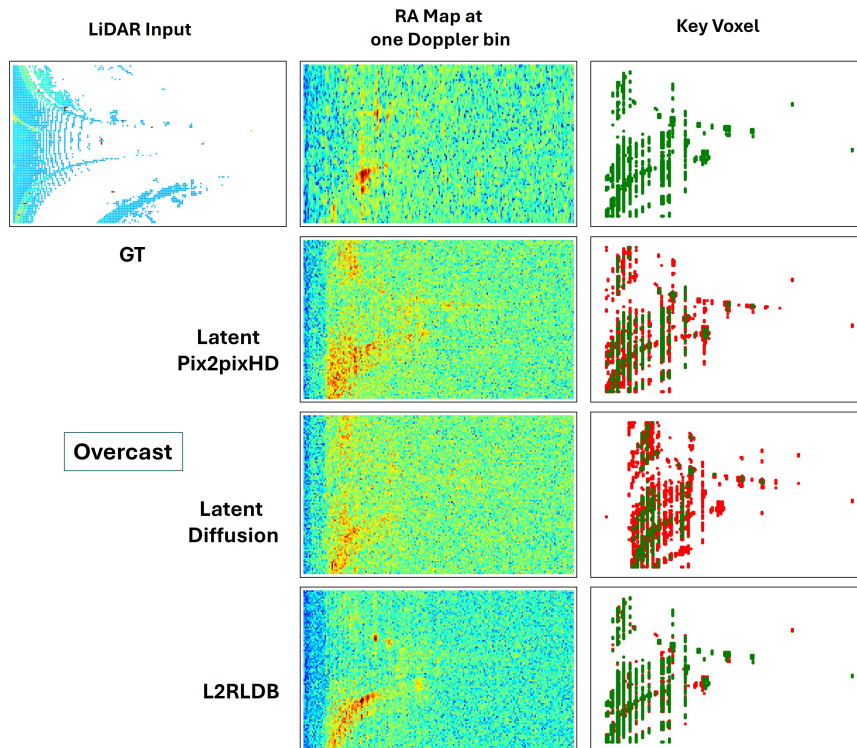 LiDAR Input
RA Map at
one Doppler bin
Key Voxel
GT
Latent
Pix2pixHD
Overcast
Latent
Diffusion
L2RLDB